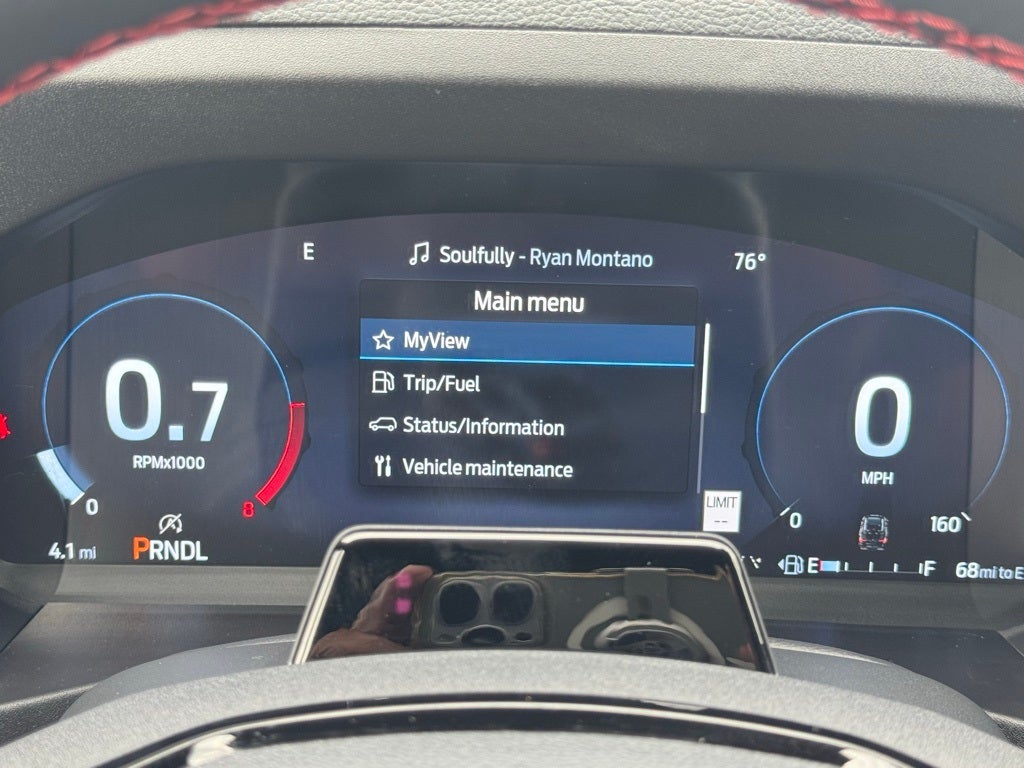 E
Soulfully - Ryan Montano
76°
Main menu
MyView
Trip/Fuel
Status/Information
Vehicle maintenance
0.7
RPMx1000
0
8
4.1 mi
PRNDL
0
MPH
LIMIT
--
0
160
E
F
68mi to E